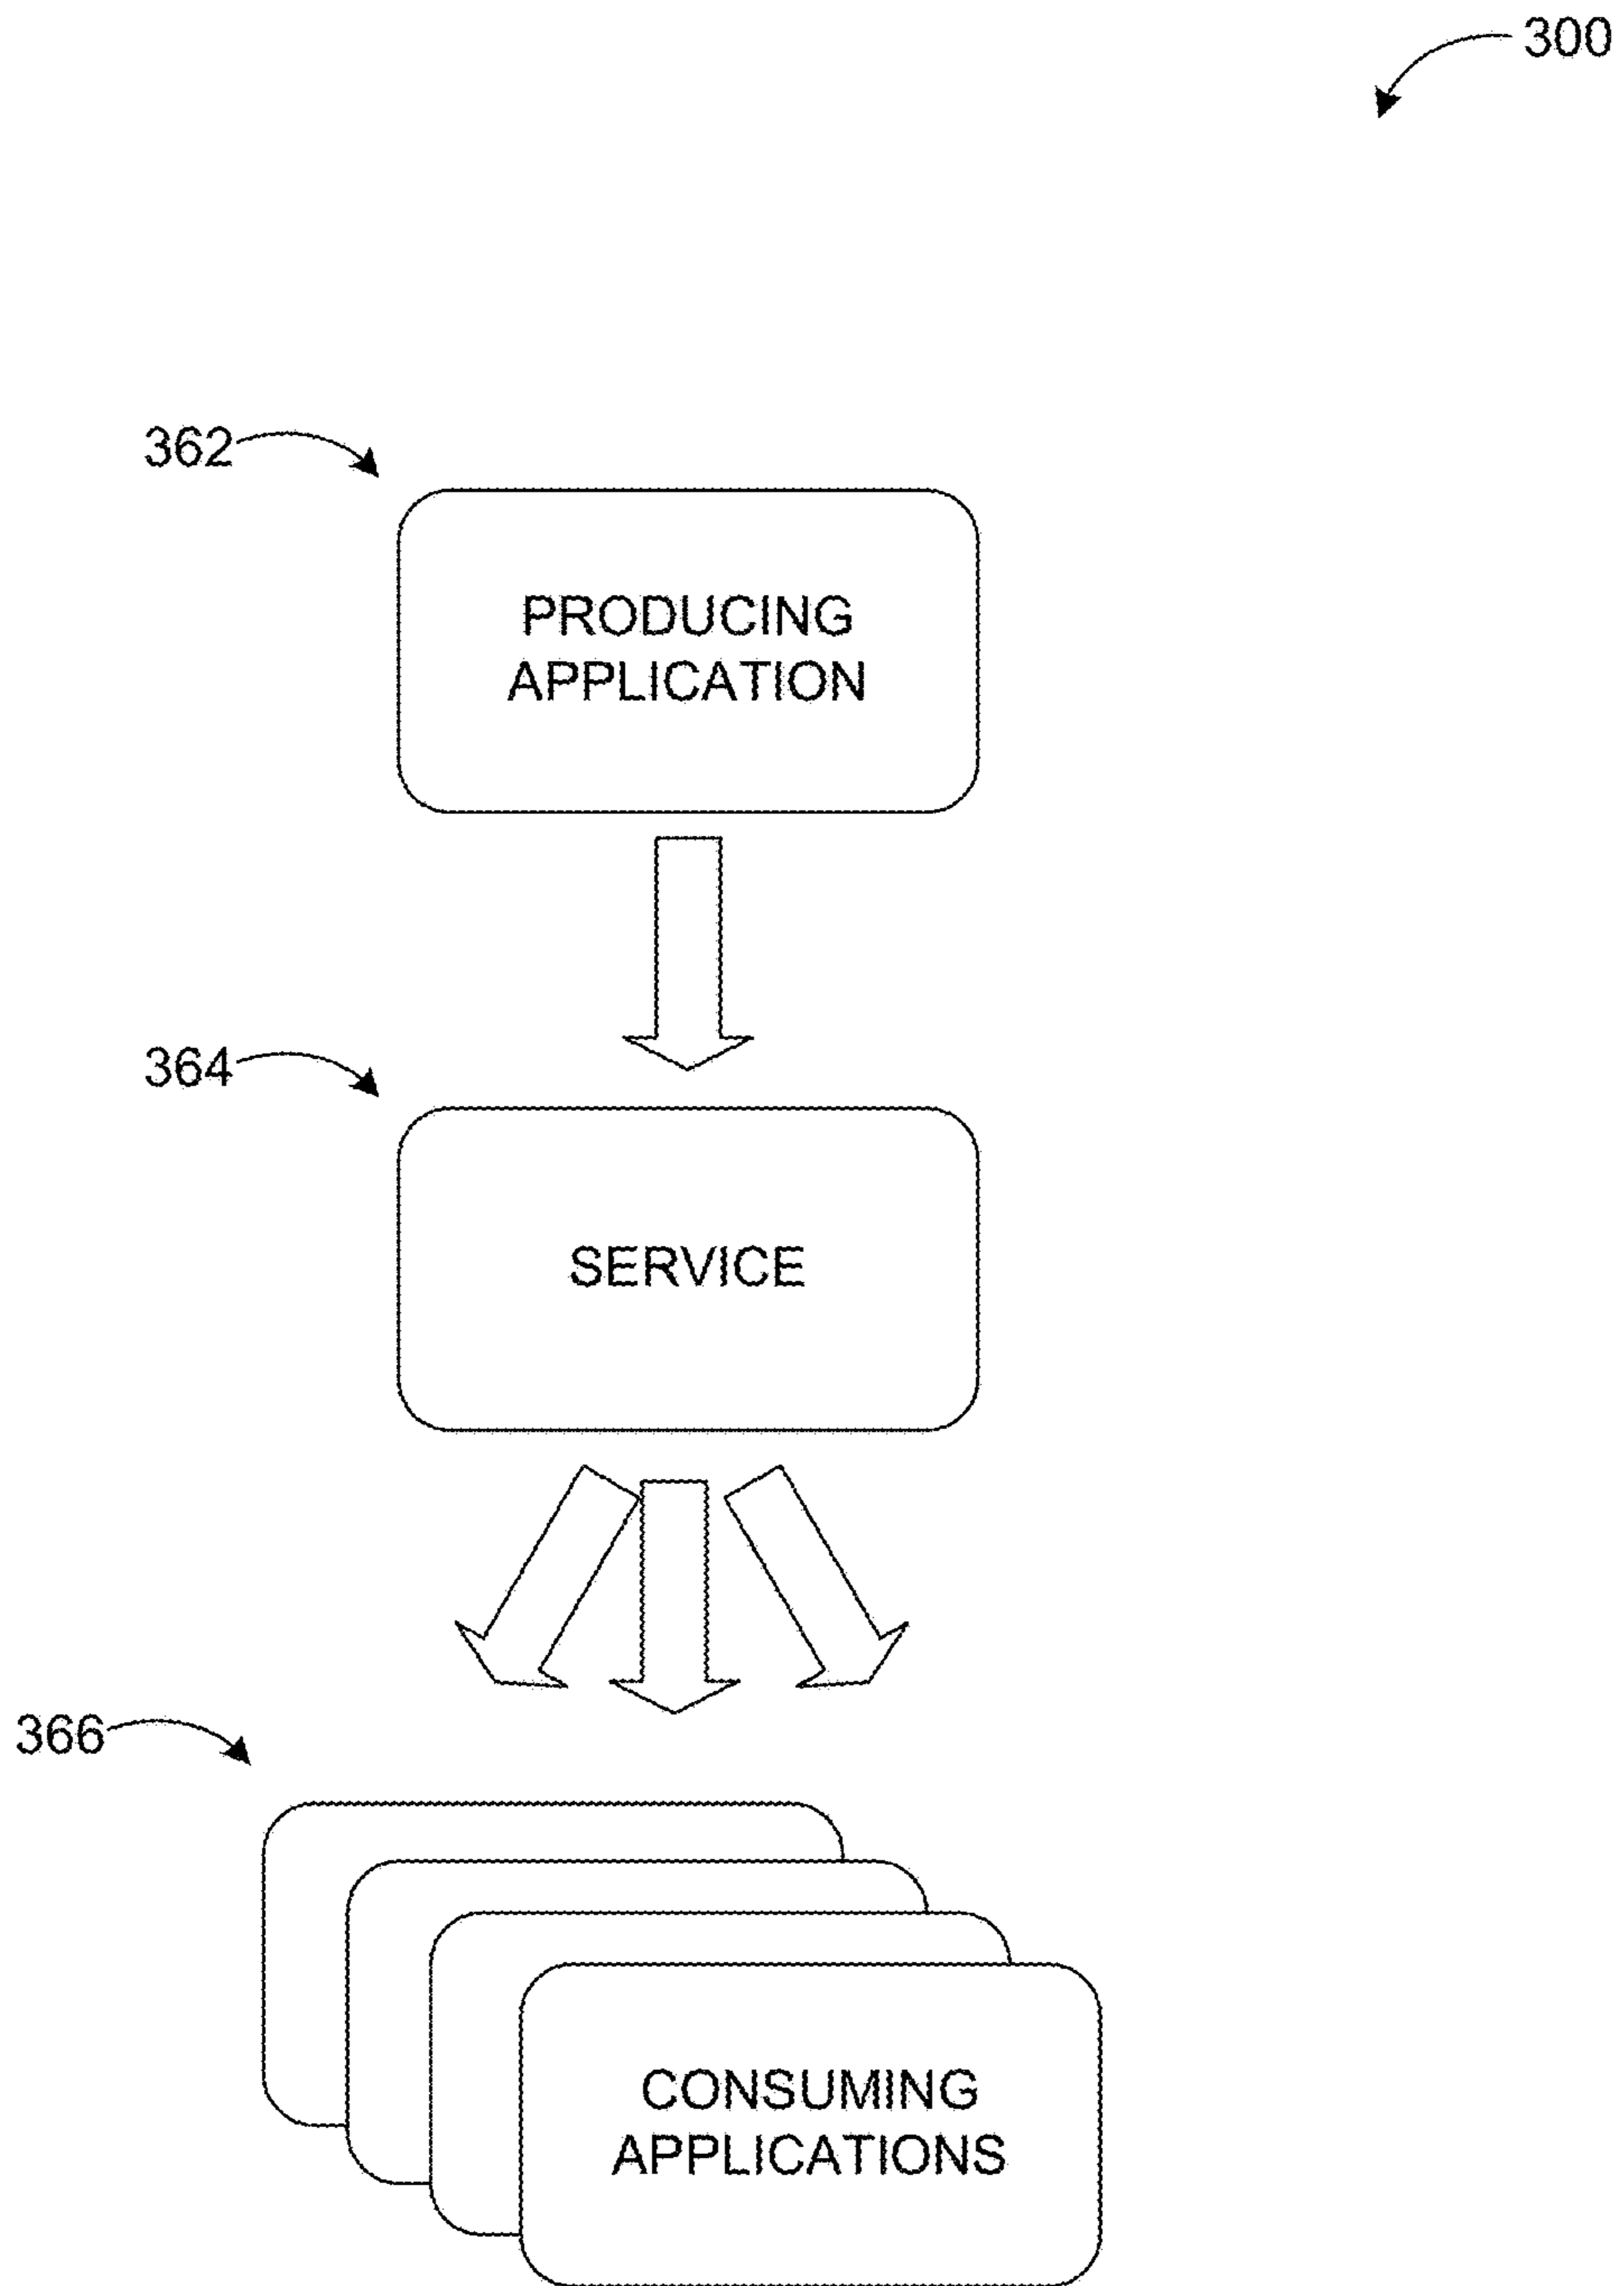 300
362
PRODUCING
APPLICATION
364
SERVICE
366
CONSUMING
APPLICATIONS